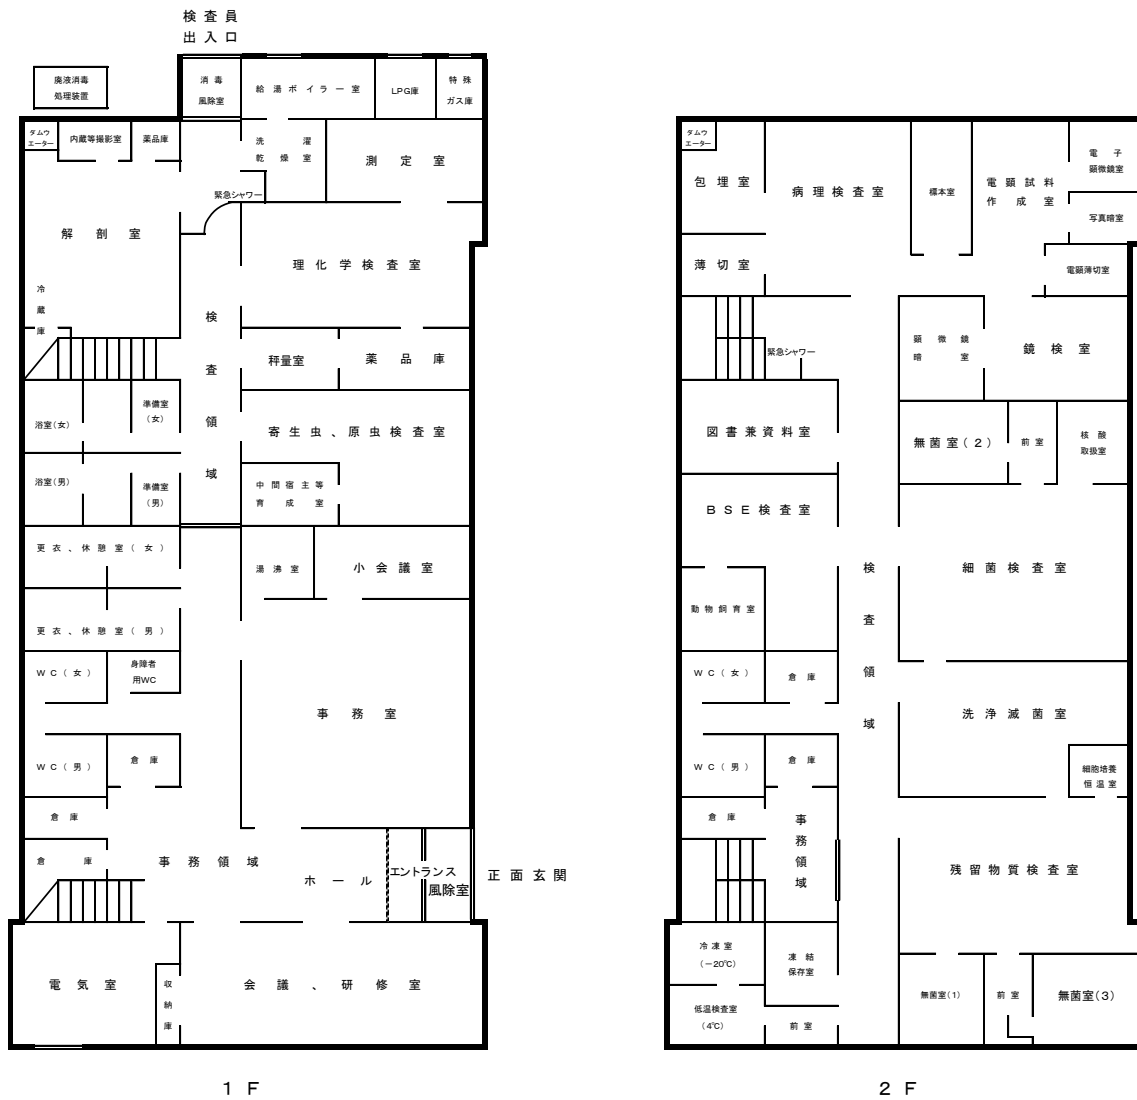 検査員
出入口
廃液消毒
処理装置
消毒
風除室
給湯ボイラー室
LPG庫
特殊
ガス庫
ダムウ
エーター
内蔵等撮影室
薬品庫
洗濯
乾燥室
測定室
緊急シャワー
解剖室
理化学検査室
冷蔵庫
検査領域
秤量室
薬品庫
浴室(女)
準備室
(女)
寄生虫、原虫検査室
浴室(男)
準備室
(男)
中間宿主等
育成室
更衣、休憩室(女)
湯沸室
小会議室
更衣、休憩室(男)
WC(女)
身障者
用WC
事務室
WC(男)
倉庫
倉庫
倉庫
事務領域
ホール
エントランス
風除室
正面玄関
電気室
収納庫
会議、研修室
1F
ダムウ
エーター
包埋室
病理検査室
標本室
電顕試料
作成室
電子
顕微鏡室
写真暗室
薄切室
電顕薄切室
緊急シャワー
顕微鏡
暗室
鏡検室
図書兼資料室
無菌室(2)
前室
核酸
取扱室
BSE検査室
検査領域
細菌検査室
動物飼育室
WC(女)
倉庫
洗浄滅菌室
WC(男)
倉庫
細胞培養
恒温室
倉庫
事務領域
残留物質検査室
冷凍室
(-20℃)
凍結
保存室
低温検査室
(4℃)
前室
無菌室(1)
前室
無菌室(3)
2F